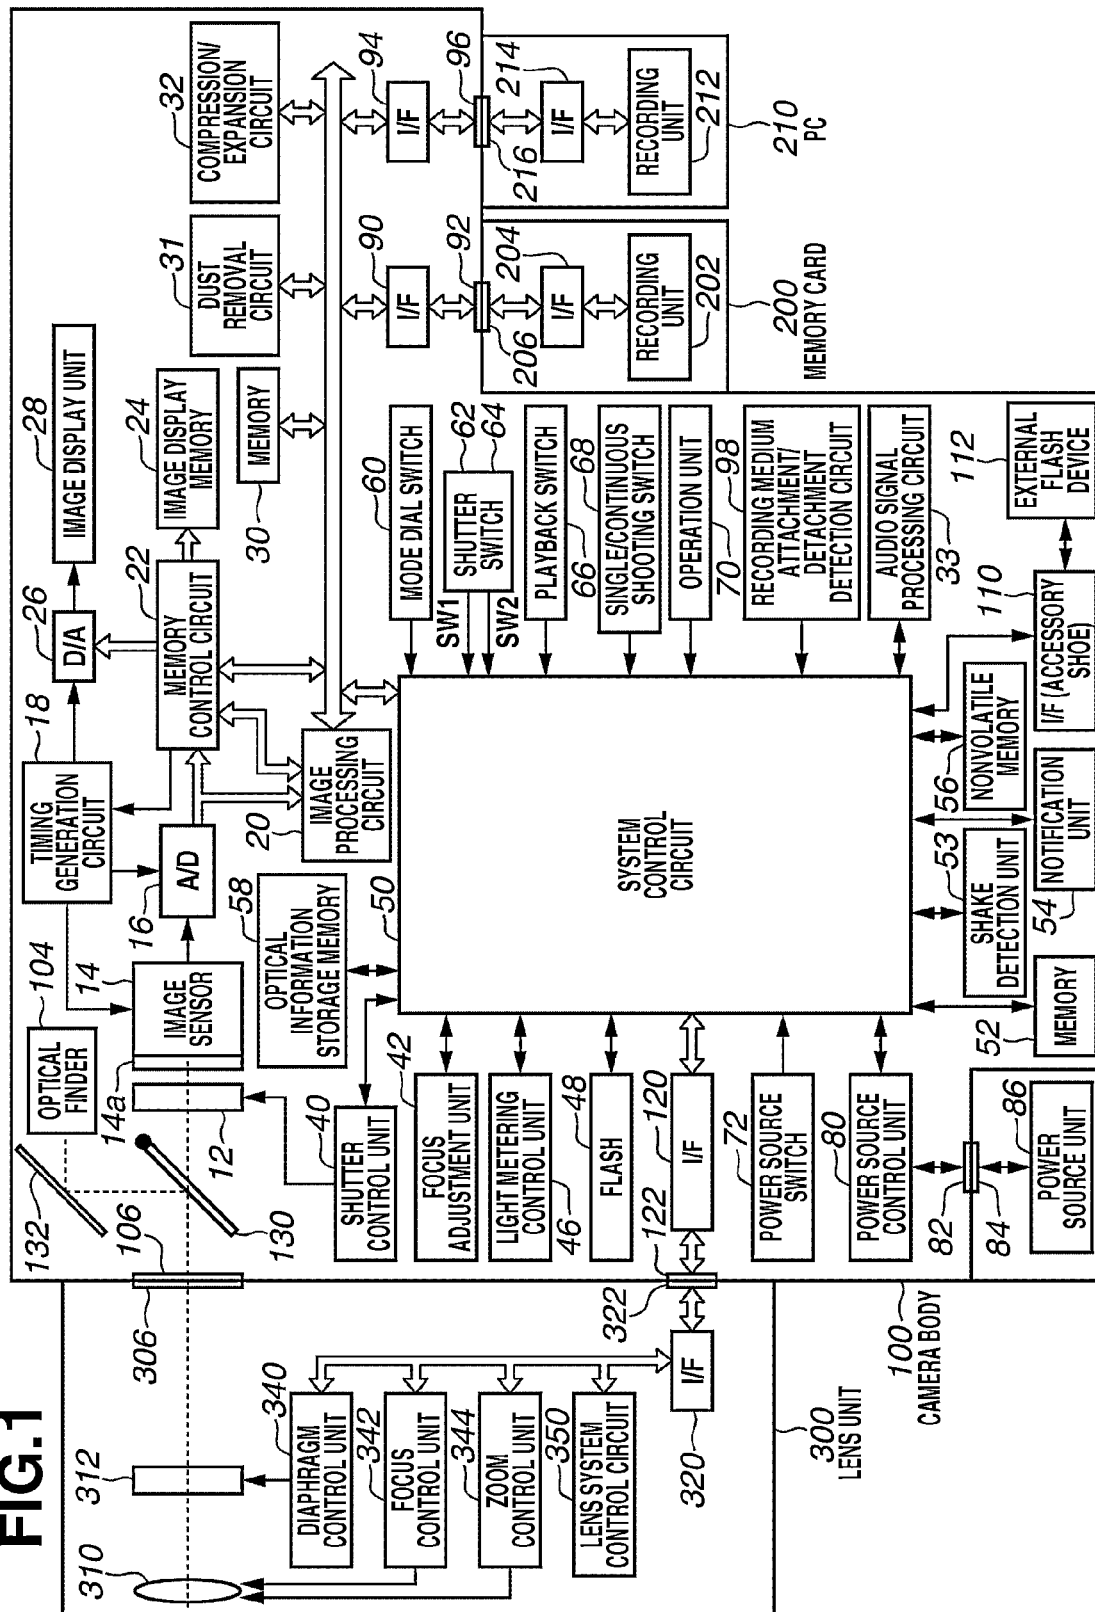 FIG.1
310
312
306
106
132
130
OPTICAL
FINDER
104
14a
12
IMAGE
SENSOR
14
A/D
16
TIMING
GENERATION
CIRCUIT
18
D/A
26
IMAGE DISPLAY UNIT
28
MEMORY
CONTROL CIRCUIT
22
IMAGE DISPLAY
MEMORY
24
MEMORY
30
DUST
REMOVAL
CIRCUIT
31
COMPRESSION/
EXPANSION
CIRCUIT
32
IMAGE
PROCESSING
CIRCUIT
20
OPTICAL
INFORMATION
STORAGE MEMORY
58
SHUTTER
CONTROL UNIT
40
FOCUS
ADJUSTMENT UNIT
42
LIGHT METERING
CONTROL UNIT
46
FLASH
48
I/F
120
122
322
POWER SOURCE
SWITCH
72
POWER SOURCE
CONTROL UNIT
80
82
84
POWER
SOURCE UNIT
86
SYSTEM
CONTROL
CIRCUIT
50
MODE DIAL SWITCH
60
SHUTTER
SWITCH
62
64
SW1
SW2
PLAYBACK SWITCH
66
SINGLE/CONTINUOUS
SHOOTING SWITCH
68
OPERATION UNIT
70
RECORDING MEDIUM
ATTACHMENT/
DETACHMENT
DETECTION CIRCUIT
98
AUDIO SIGNAL
PROCESSING CIRCUIT
33
I/F
90
92
206
I/F
204
RECORDING
UNIT
202
200
MEMORY CARD
I/F
94
96
216
I/F
214
RECORDING
UNIT
212
210
PC
MEMORY
52
SHAKE
DETECTION UNIT
53
NOTIFICATION
UNIT
54
NONVOLATILE
MEMORY
56
I/F (ACCESSORY
SHOE)
110
EXTERNAL
FLASH
DEVICE
112
DIAPHRAGM
CONTROL UNIT
340
FOCUS
CONTROL UNIT
342
ZOOM
CONTROL UNIT
344
LENS SYSTEM
CONTROL CIRCUIT
350
I/F
320
300
LENS UNIT
100
CAMERA BODY